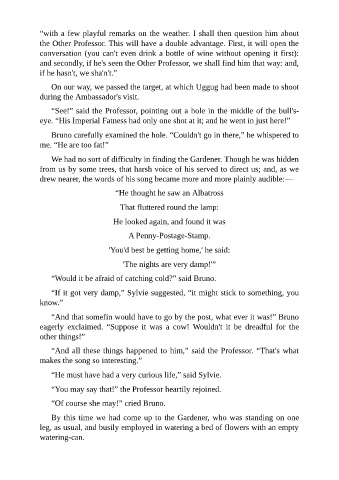 “with a few playful remarks on the weather. I shall then question him about
the Other Professor. This will have a double advantage. First, it will open the
conversation (you can't even drink a bottle of wine without opening it first):
and secondly, if he's seen the Other Professor, we shall find him that way: and,
if he hasn't, we sha'n't.”
On our way, we passed the target, at which Uggug had been made to shoot
during the Ambassador's visit.
“See!” said the Professor, pointing out a hole in the middle of the bull's-
eye. “His Imperial Fatness had only one shot at it; and he went in just here!”
Bruno carefully examined the hole. “Couldn't go in there,” he whispered to
me. “He are too fat!”
We had no sort of difficulty in finding the Gardener. Though he was hidden
from us by some trees, that harsh voice of his served to direct us; and, as we
drew nearer, the words of his song became more and more plainly audible:—
“He thought he saw an Albatross
That fluttered round the lamp:
He looked again, and found it was
A Penny-Postage-Stamp.
'You'd best be getting home,' he said:
'The nights are very damp!'”
“Would it be afraid of catching cold?” said Bruno.
“If it got very damp,” Sylvie suggested, “it might stick to something, you
know.”
“And that somefin would have to go by the post, what ever it was!” Bruno
eagerly exclaimed. “Suppose it was a cow! Wouldn't it be dreadful for the
other things!”
“And all these things happened to him,” said the Professor. “That's what
makes the song so interesting.”
“He must have had a very curious life,” said Sylvie.
“You may say that!” the Professor heartily rejoined.
“Of course she may!” cried Bruno.
By this time we had come up to the Gardener, who was standing on one
leg, as usual, and busily employed in watering a bed of flowers with an empty
watering-can.